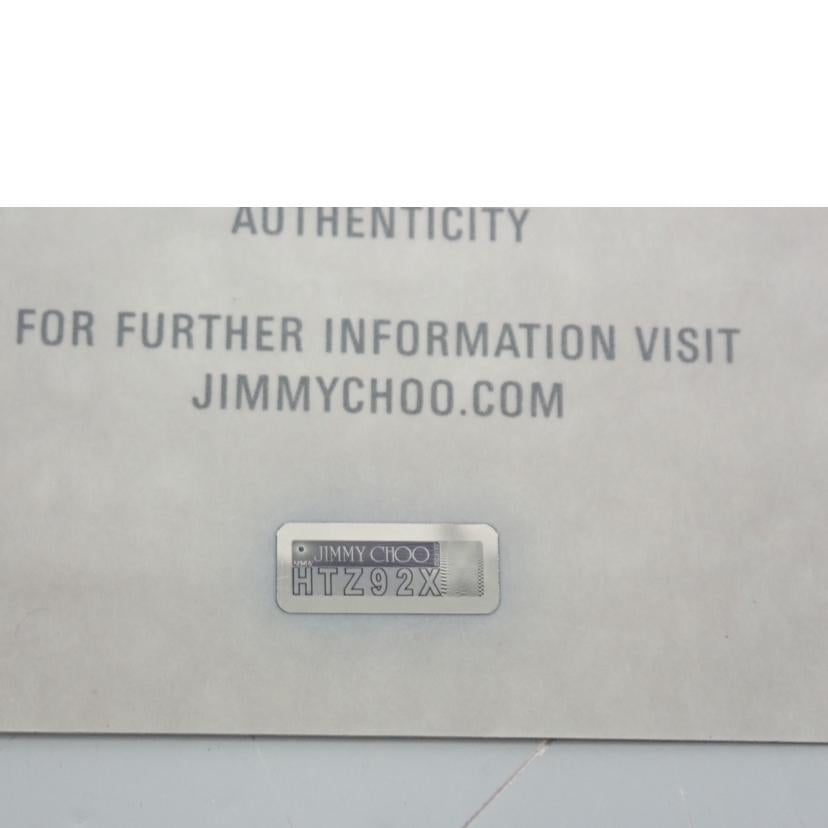 AUTHENTICITY
FOR FURTHER INFORMATION VISIT
JIMMYCHOO.COM
JIMMY CHOO
HTZ92X